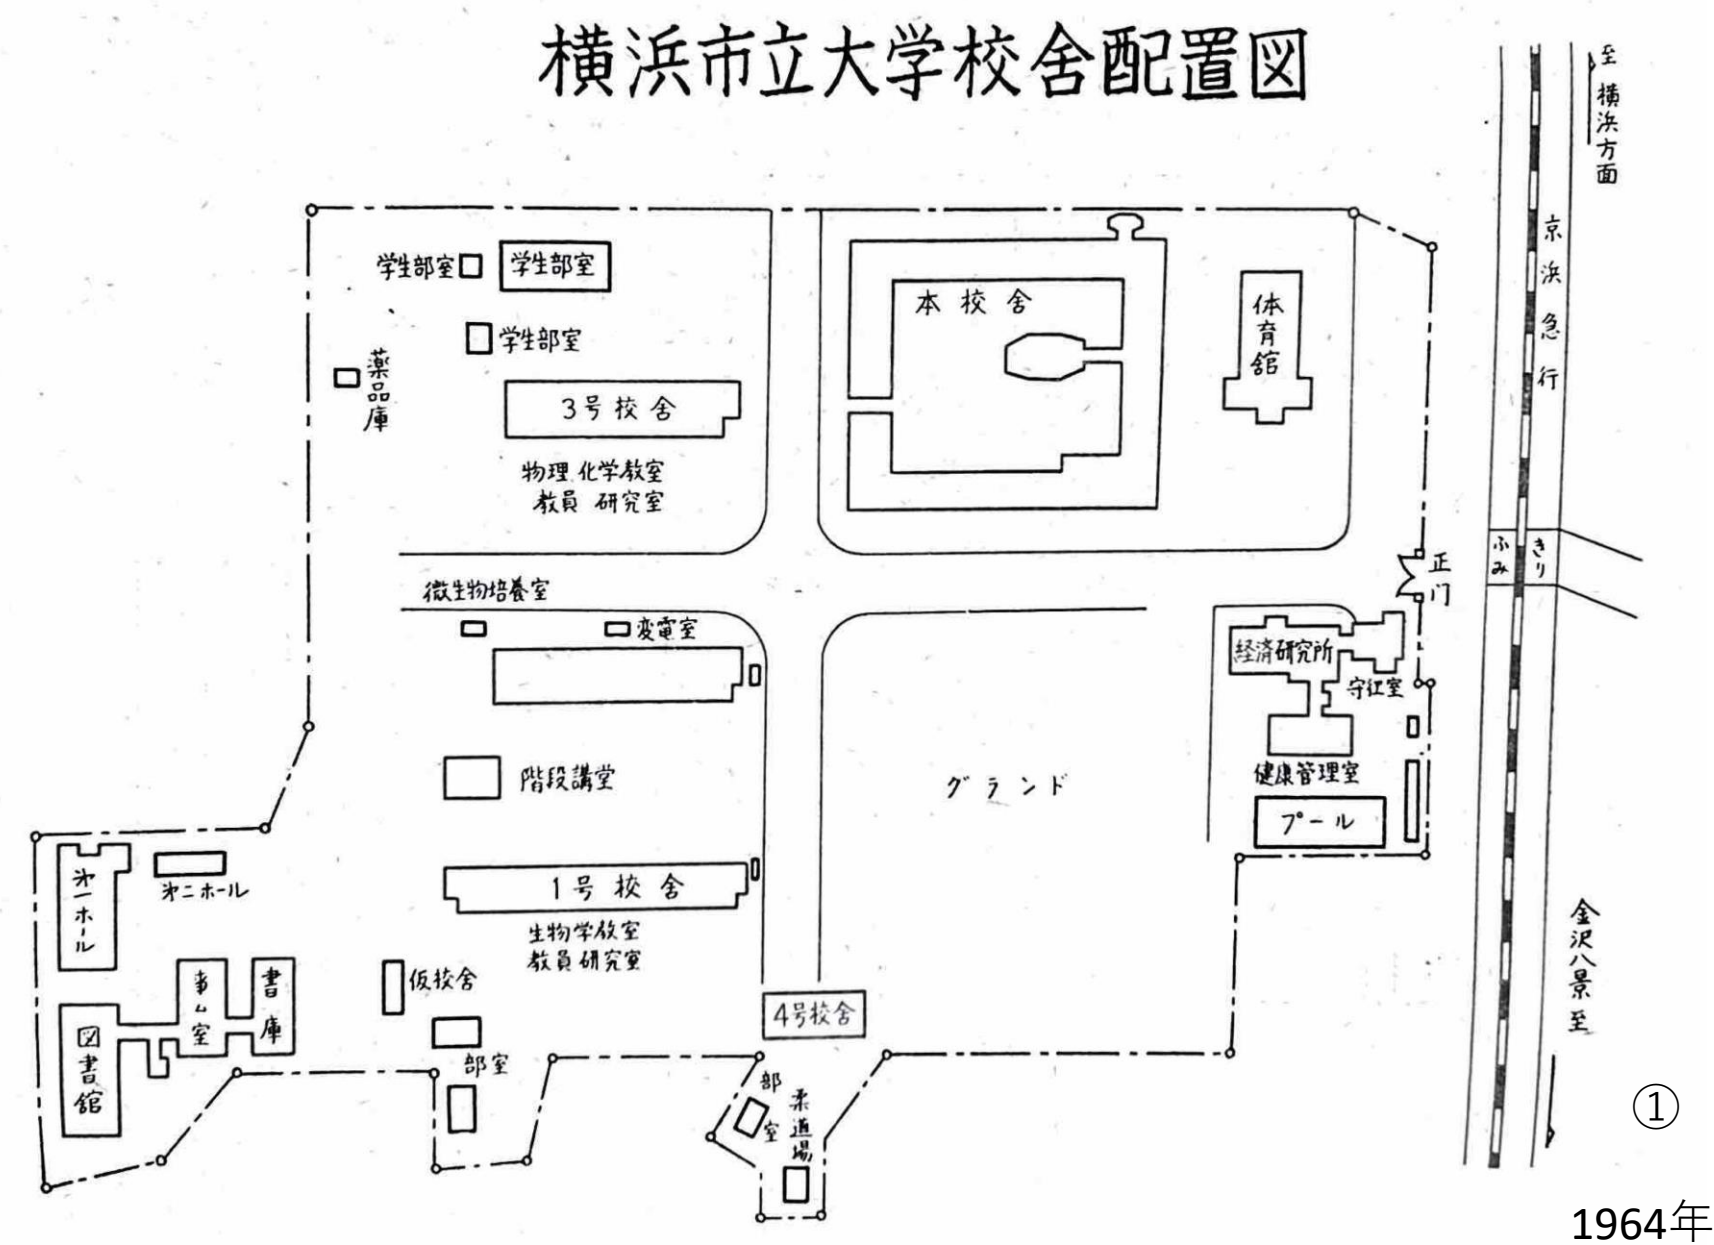 横浜市立大学校舎配置図
至横浜方面
京浜急行
学生部室
学生部室
学生部室
薬品庫
3号校舎
物理.化学教室
教員 研究室
本校舎
体育館
微生物培養室
変電室
ふみきり
正門
経済研究所
守衛室
健康管理室
プール
階段講堂
グランド
1号校舎
生物学教室
教員研究室
第一ホール
第二ホール
事ム室
書庫
図書館
仮校舎
部室
4号校舎
部室
柔道場
金沢八景至
①
1964年